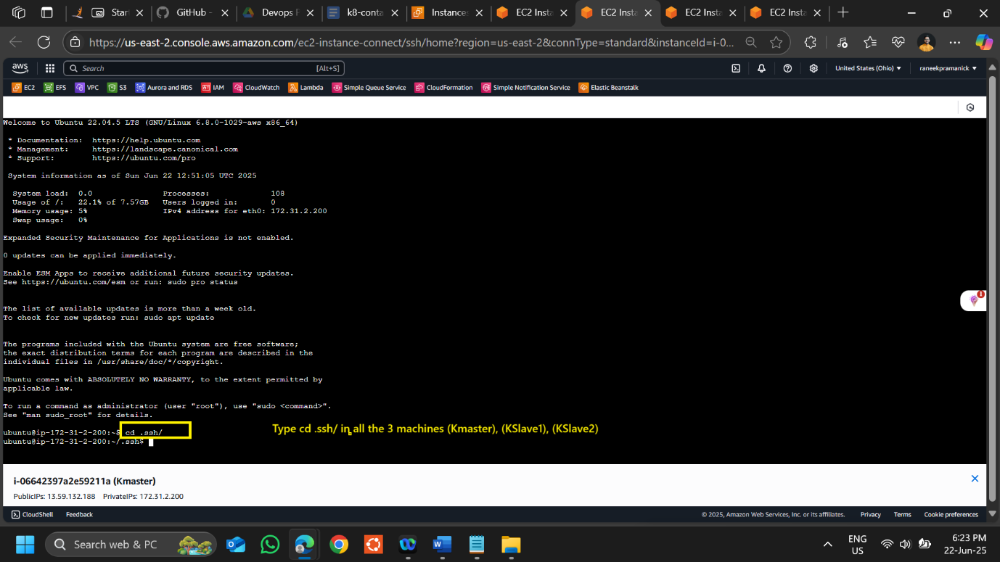 Start
GitHub -
Devops F
k8-conta
Instances
EC2 Insta
EC2 Insta
EC2 Insta
EC2 Insta
https://us-east-2.console.aws.amazon.com/ec2-instance-connect/ssh/home?region=us-east-2&connType=standard&instanceId=i-0...
aws
Search [Alt+S]
United States (Ohio)
raneekpramanick
EC2 EFS VPC S3 Aurora and RDS IAM CloudWatch Lambda Simple Queue Service CloudFormation Simple Notification Service Elastic Beanstalk
Welcome to Ubuntu 22.04.5 LTS (GNU/Linux 6.8.0-1029-aws x86_64)
* Documentation: https://help.ubuntu.com
* Management: https://landscape.canonical.com
* Support: https://ubuntu.com/pro
System information as of Sun Jun 22 12:51:05 UTC 2025
System load: 0.0 Processes: 108
Usage of /: 22.1% of 7.57GB Users logged in: 0
Memory usage: 5% IPv4 address for eth0: 172.31.2.200
Swap usage: 0%
Expanded Security Maintenance for Applications is not enabled.
0 updates can be applied immediately.
Enable ESM Apps to receive additional future security updates.
See https://ubuntu.com/esm or run: sudo pro status
1
The list of available updates is more than a week old.
To check for new updates run: sudo apt update
The programs included with the Ubuntu system are free software;
the exact distribution terms for each program are described in the
individual files in /usr/share/doc/*/copyright.
Ubuntu comes with ABSOLUTELY NO WARRANTY, to the extent permitted by
applicable law.
To run a command as administrator (user "root"), use "sudo <command>".
See "man sudo_root" for details.
ubuntu@ip-172-31-2-200:~$ cd .ssh/
Type cd .ssh/ in all the 3 machines (Kmaster), (KSlave1), (KSlave2)
ubuntu@ip-172-31-2-200:~/.ssh$
i-06642397a2e59211a (Kmaster)
PublicIPs: 13.59.132.188 PrivateIPs: 172.31.2.200
CloudShell Feedback © 2025, Amazon Web Services, Inc. or its affiliates. Privacy Terms Cookie preferences
Search web & PC
ENG
US
6:23 PM
22-Jun-25